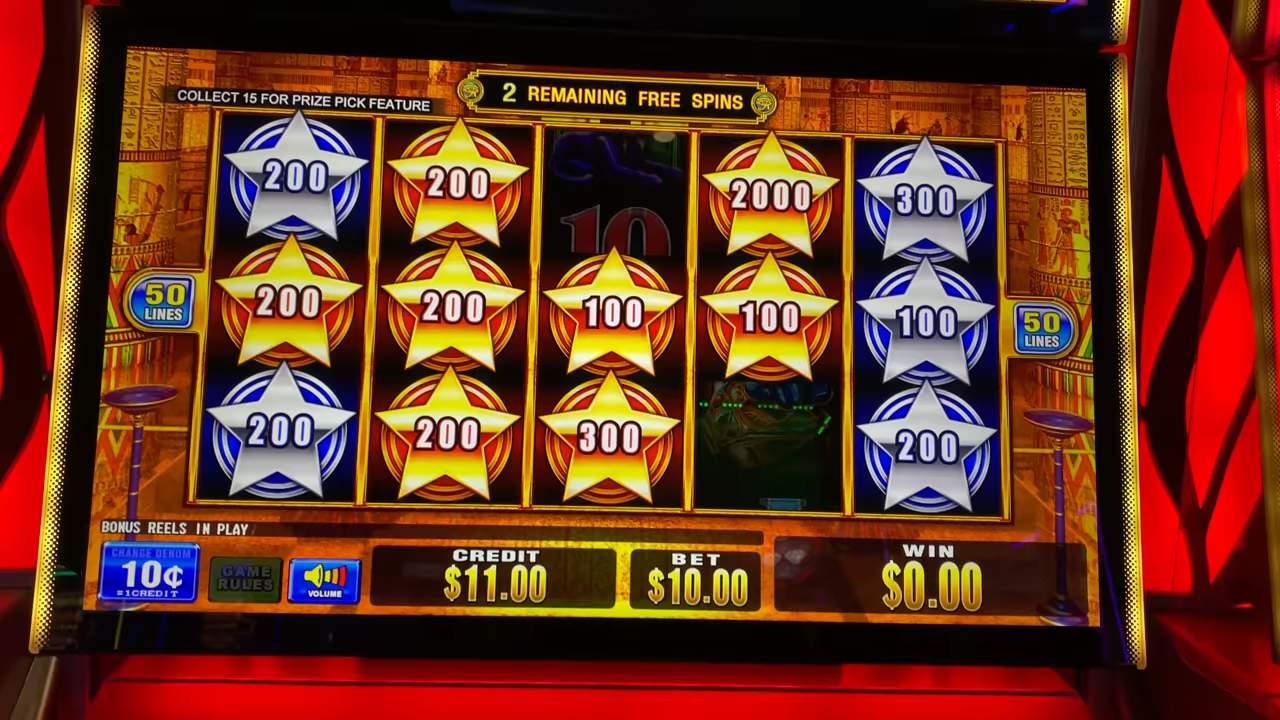 COLLECT 15 FOR PRIZE PICK FEATURE
2 REMAINING FREE SPINS
200 200 2000 300
10
50 LINES
200 200 100 100 100
50 LINES
200 200 300 200
BONUS REELS IN PLAY
CHANGE DENOM
10¢
=1CREDIT
GAME RULES
VOLUME
CREDIT
$11.00
BET
$10.00
WIN
$0.00